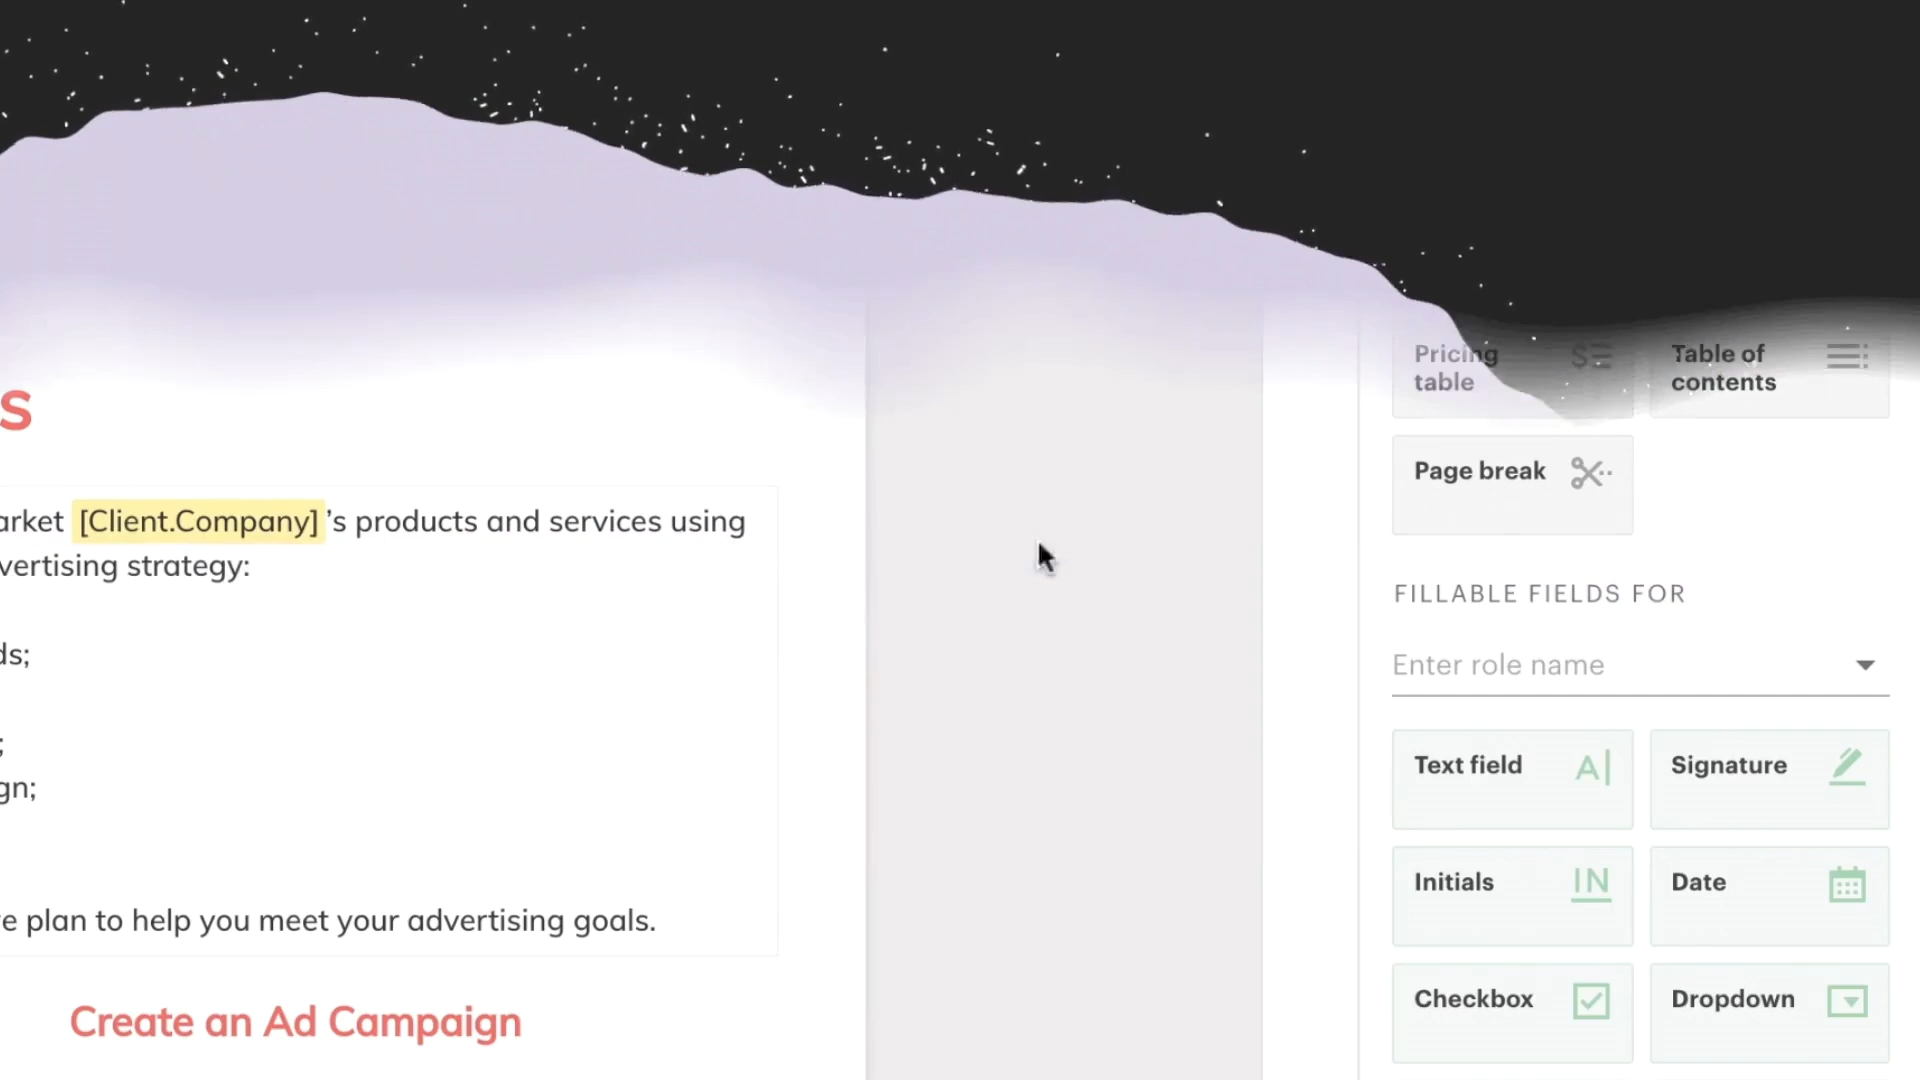 s
arket [Client.Company]'s products and services using
vertising strategy:
ds;
;
gn;
e plan to help you meet your advertising goals.
Create an Ad Campaign
Pricing
table
Table of
contents
Page break
FILLABLE FIELDS FOR
Enter role name
Text field
Signature
Initials
IN
Date
Checkbox
Dropdown